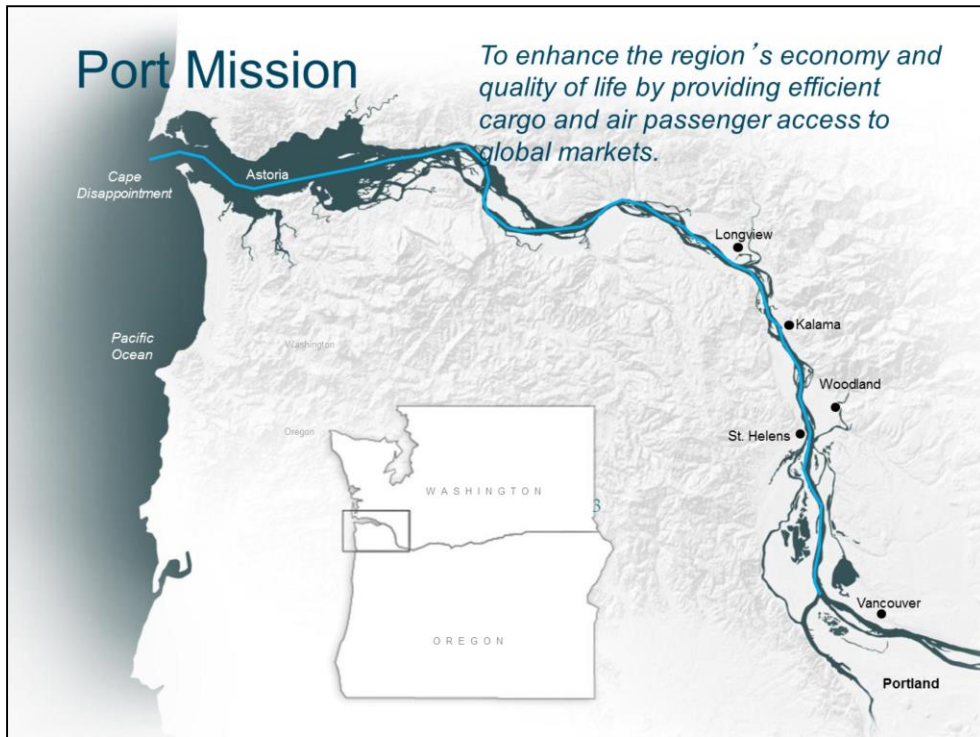 Port Mission
To enhance the region's economy and
quality of life by providing efficient
cargo and air passenger access to
global markets.
Cape
Disappointment
Astoria
Longview
Kalama
Pacific
Ocean
Washington
Woodland
Oregon
St. Helens
WASHINGTON
3
OREGON
Vancouver
Portland